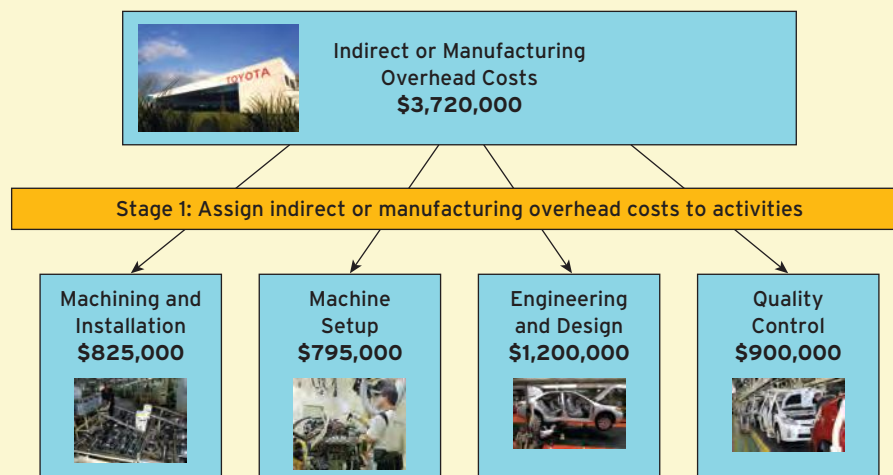 TOYOTA
Indirect or Manufacturing
Overhead Costs
$3,720,000
Stage 1: Assign indirect or manufacturing overhead costs to activities
Machining and
Installation
$825,000
Machine
Setup
$795,000
Engineering
and Design
$1,200,000
Quality
Control
$900,000